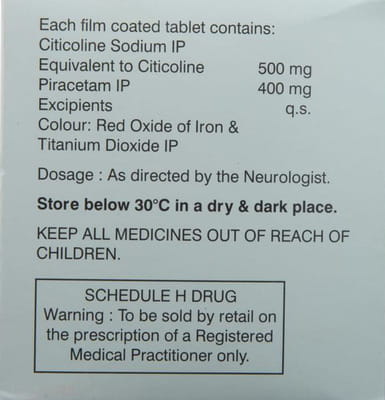 Each film coated tablet contains:
Citicoline Sodium IP
Equivalent to Citicoline 500 mg
Piracetam IP 400 mg
Excipients q.s.
Colour: Red Oxide of Iron &
Titanium Dioxide IP
Dosage : As directed by the Neurologist.
Store below 30°C in a dry & dark place.
KEEP ALL MEDICINES OUT OF REACH OF
CHILDREN.
SCHEDULE H DRUG
Warning : To be sold by retail on
the prescription of a Registered
Medical Practitioner only.